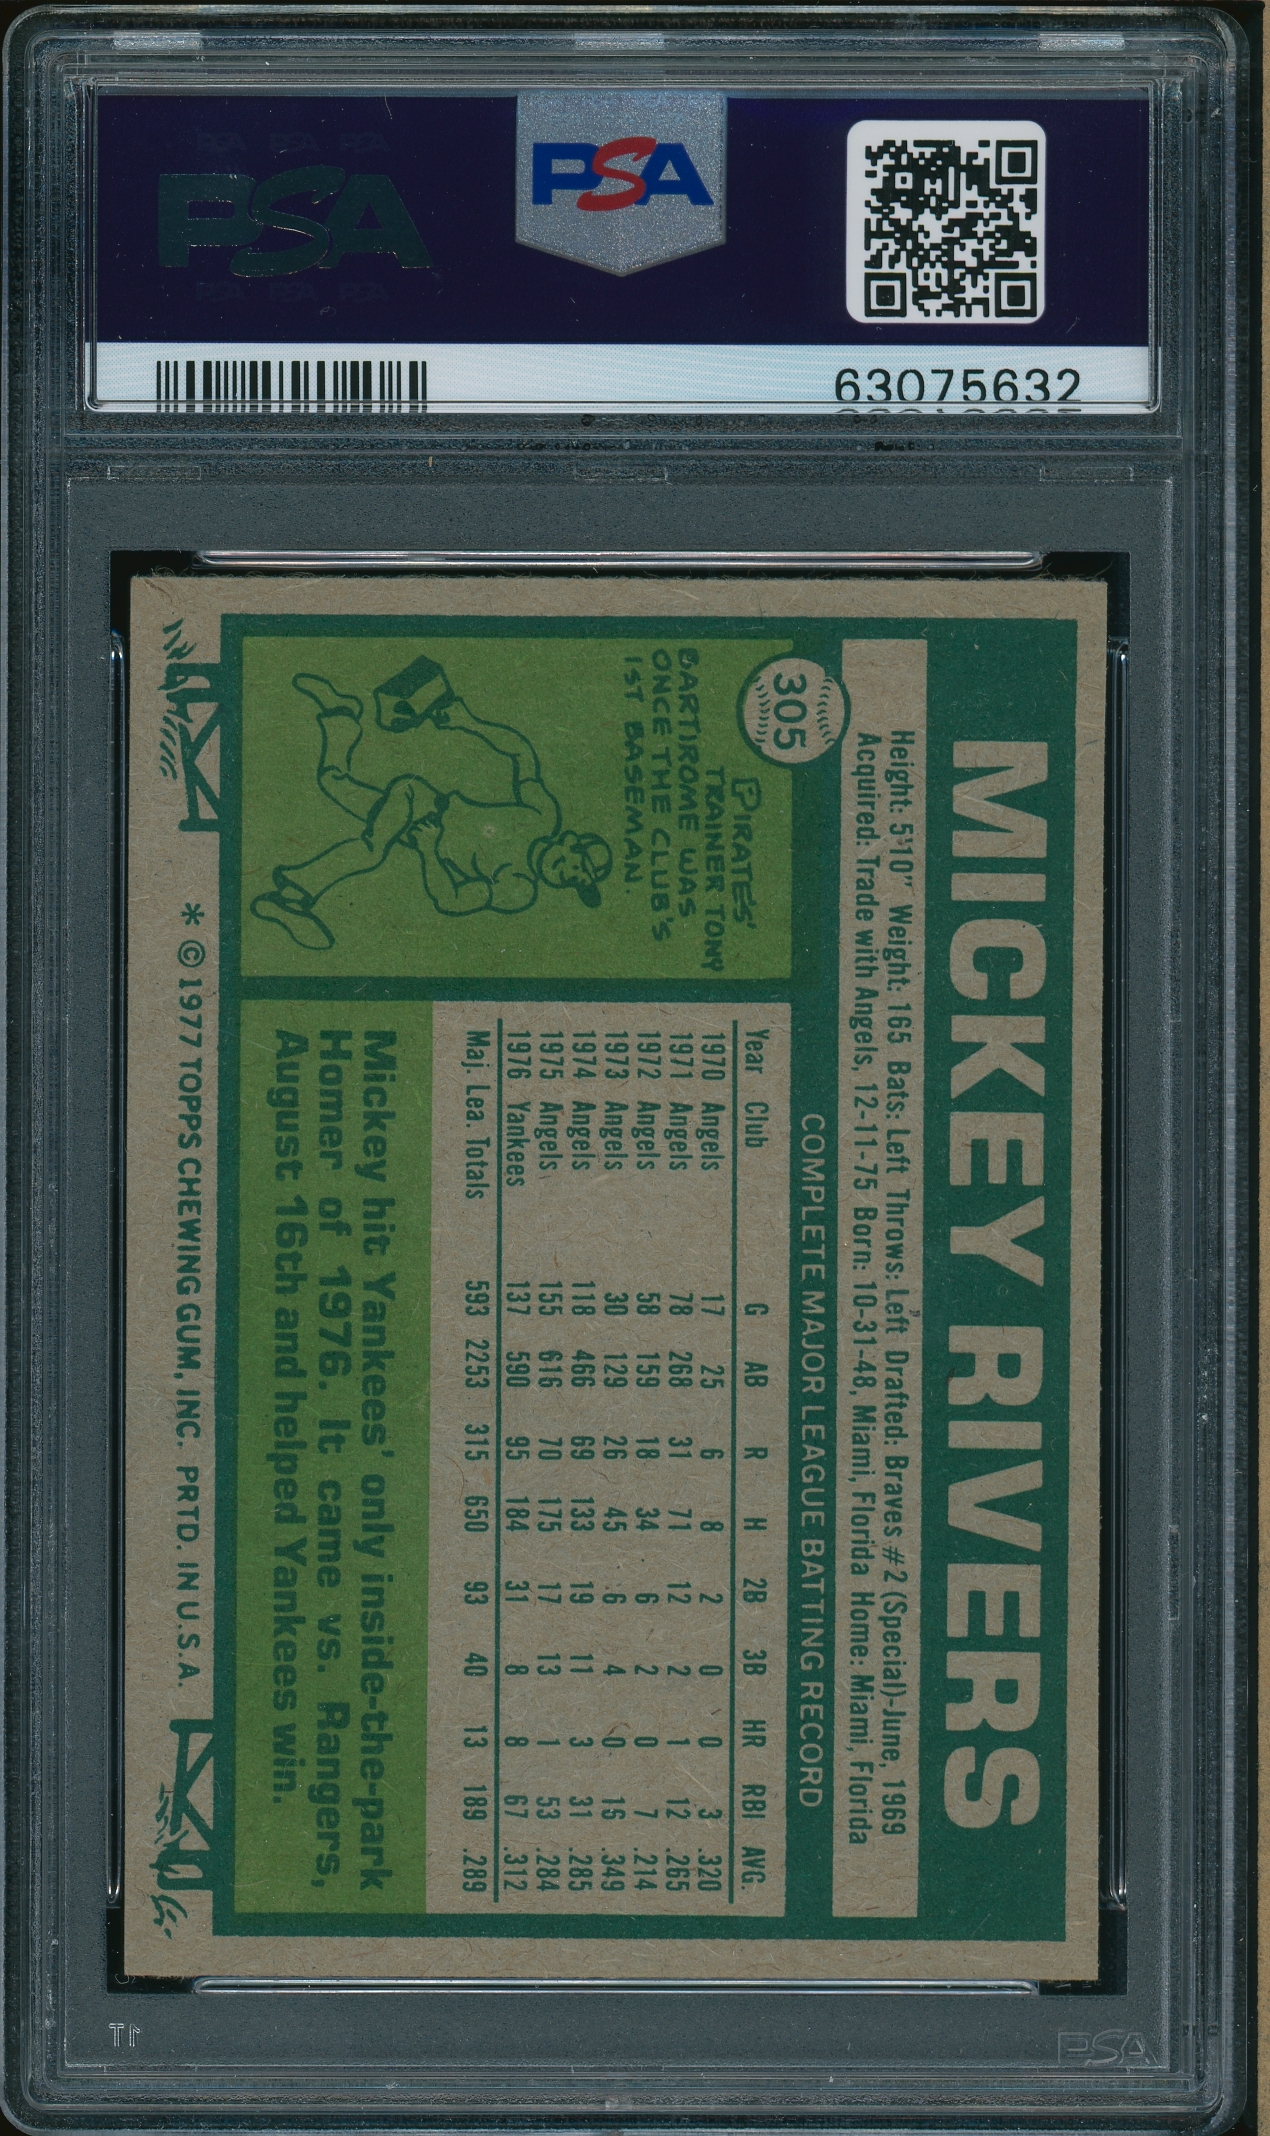 PSA PSA PSA
PSA
PSA PSA PSA
PSA
63075632
MICKEY RIVERS
Height: 5'10" Weight: 165 Bats: Left Throws: Left Drafted: Braves #2 (Special)-June, 1969
Acquired: Trade with Angels, 12-11-75 Born: 10-31-48, Miami, Florida Home: Miami, Florida
305
PIRATES'
TRAINER TONY
BARTIROME WAS
ONCE THE CLUB'S
1ST BASEMAN.
COMPLETE MAJOR LEAGUE BATTING RECORD
Year Club G AB R H 2B 3B HR RBI AVG.
1970 Angels 17 25 6 8 2 0 0 3 .320
1971 Angels 78 268 31 71 12 2 1 12 .265
1972 Angels 58 159 18 34 6 2 0 7 .214
1973 Angels 30 129 26 45 6 4 0 16 .349
1974 Angels 118 466 69 133 19 11 3 31 .285
1975 Angels 155 616 70 175 17 13 1 53 .284
1976 Yankees 137 590 95 184 31 8 8 67 .312
Maj. Lea. Totals 593 2253 315 650 93 40 13 189 .289
Mickey hit Yankees' only inside-the-park
Homer of 1976. It came vs. Rangers,
August 16th and helped Yankees win.
* © 1977 TOPPS CHEWING GUM, INC. PRTD. IN U.S.A.
PSA